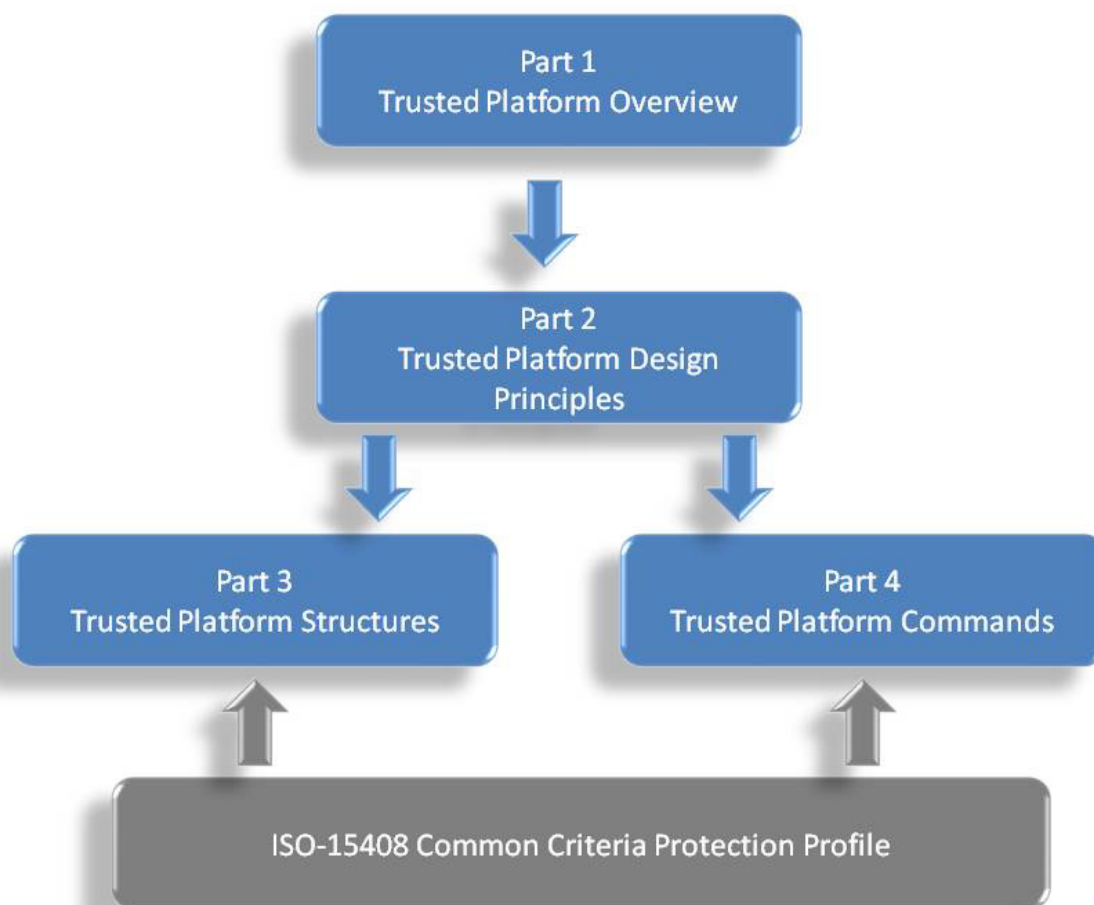 Part 1
Trusted Platform Overview
Part 2
Trusted Platform Design
Principles
Part 3
Trusted Platform Structures
Part 4
Trusted Platform Commands
ISO-15408 Common Criteria Protection Profile